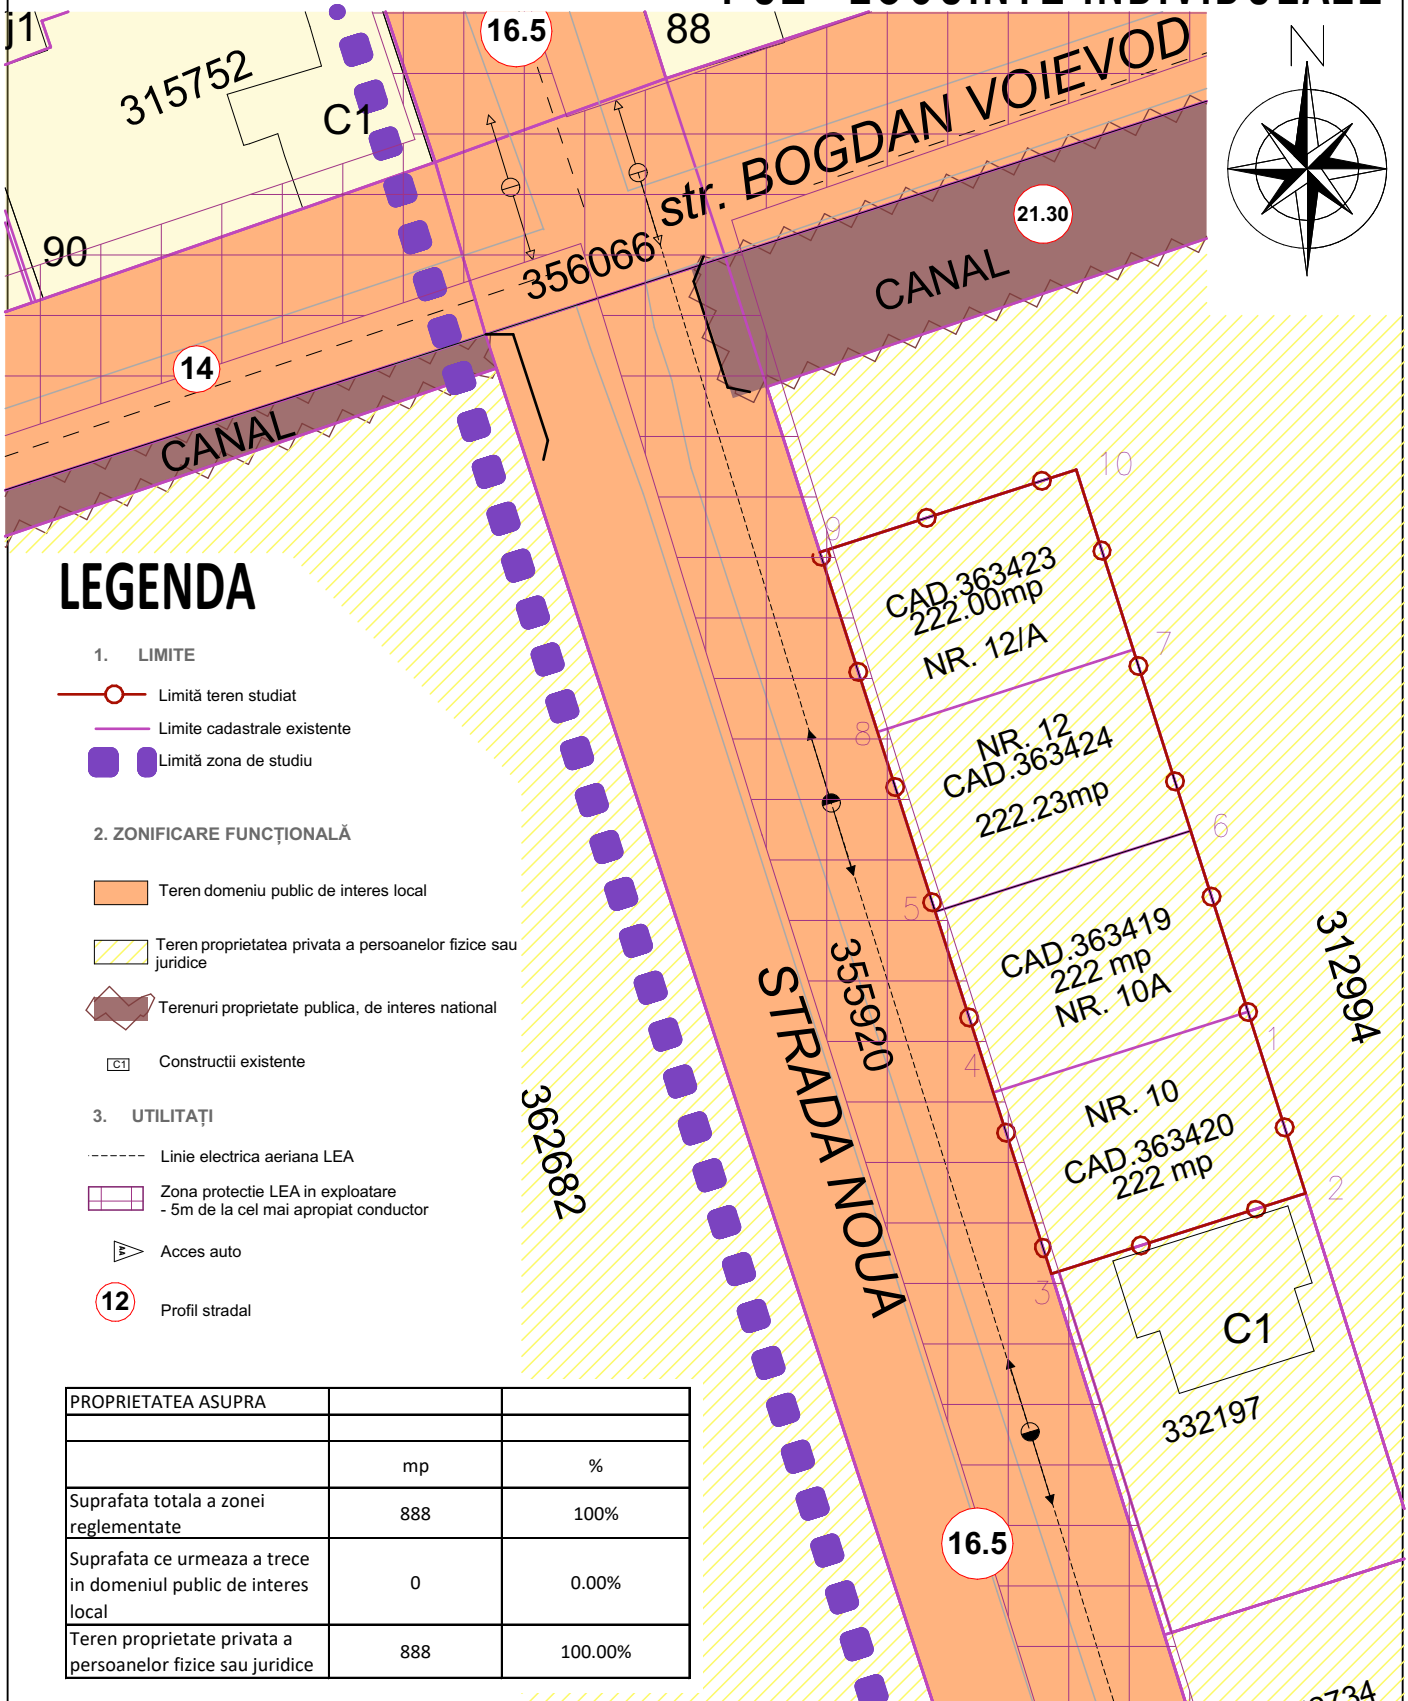 16.5
88
j1
315752
C1
str. BOGDAN VOIEVOD
N
21.30
90
356066
CANAL
14
CANAL
10
9
CAD.363423
222.00mp
NR. 12/A
7
8
NR. 12
CAD.363424
222.23mp
6
5
CAD.363419
222 mp
NR. 10A
312994
355920
STRADA NOUA
4
1
NR. 10
CAD.363420
222 mp
2
3
362682
C1
332197
16.5
LEGENDA
1. LIMITE
Limită teren studiat
Limite cadastrale existente
Limită zona de studiu
2. ZONIFICARE FUNCȚIONALĂ
Teren domeniu public de interes local
Teren proprietatea privata a persoanelor fizice sau
juridice
Terenuri proprietate publica, de interes national
C1
Constructii existente
3. UTILITAȚI
Linie electrica aeriana LEA
Zona protectie LEA in exploatare
- 5m de la cel mai apropiat conductor
Acces auto
12
Profil stradal
PROPRIETATEA ASUPRA
mp %
Suprafata totala a zonei
reglementate 888 100%
Suprafata ce urmeaza a trece
in domeniul public de interes 0 0.00%
local
Teren proprietate privata a
persoanelor fizice sau juridice 888 100.00%